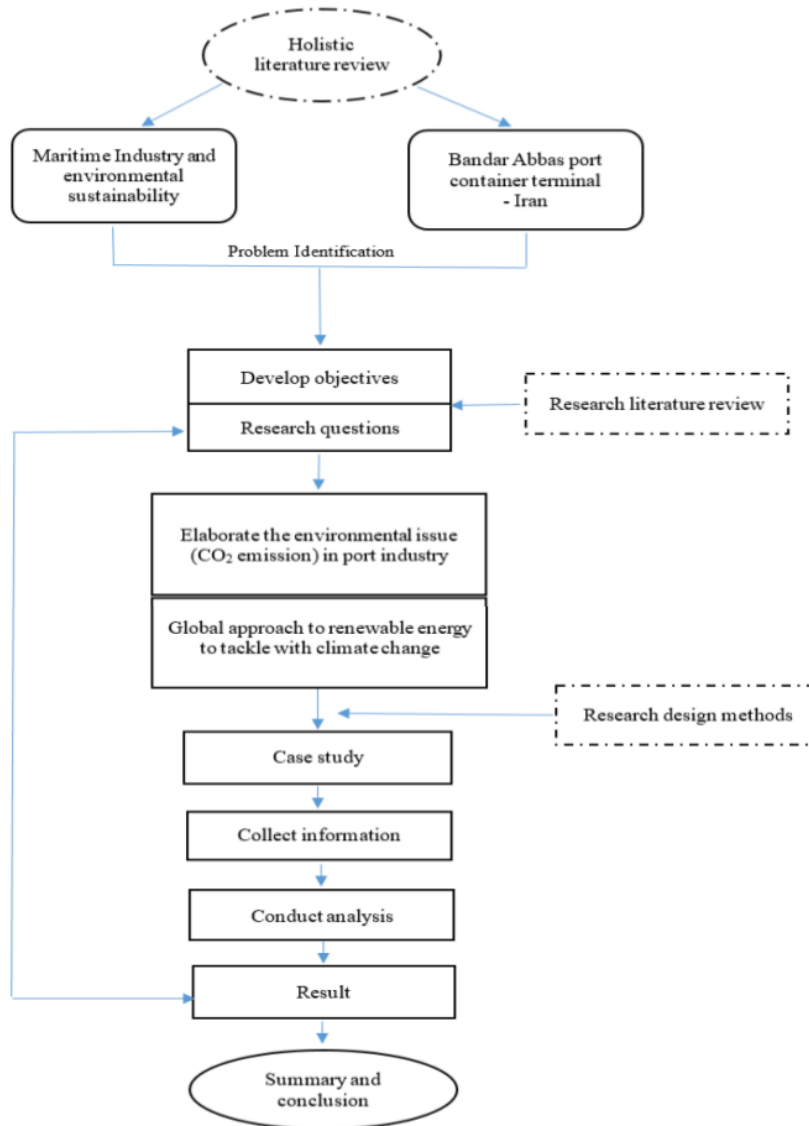 Holistic
literature review
Maritime Industry and
environmental
sustainability
Bandar Abbas port
container terminal
- Iran
Problem Identification
Develop objectives
Research literature review
Research questions
Elaborate the environmental issue
(CO₂ emission) in port industry
Global approach to renewable energy
to tackle with climate change
Research design methods
Case study
Collect information
Conduct analysis
Result
Summary and
conclusion